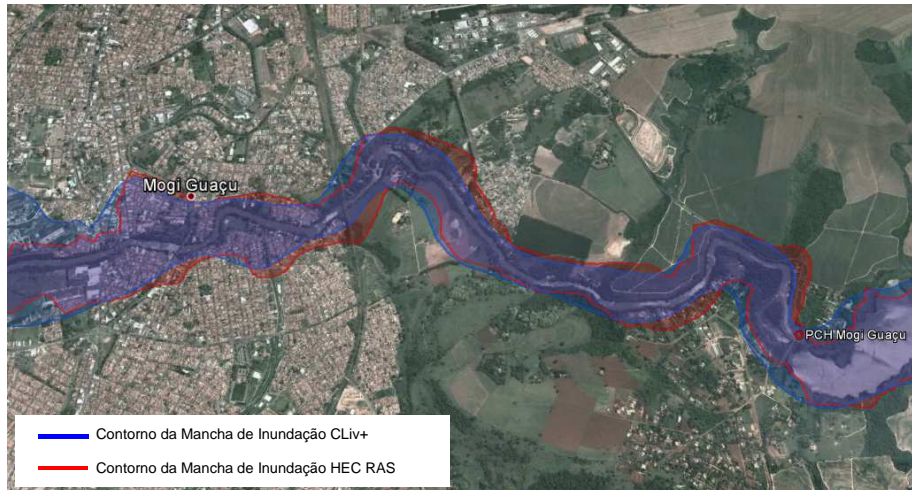 Mogi Guaçu
PCH Mogi Guaçu
Contorno da Mancha de Inundação CLiv+
Contorno da Mancha de Inundação HEC RAS